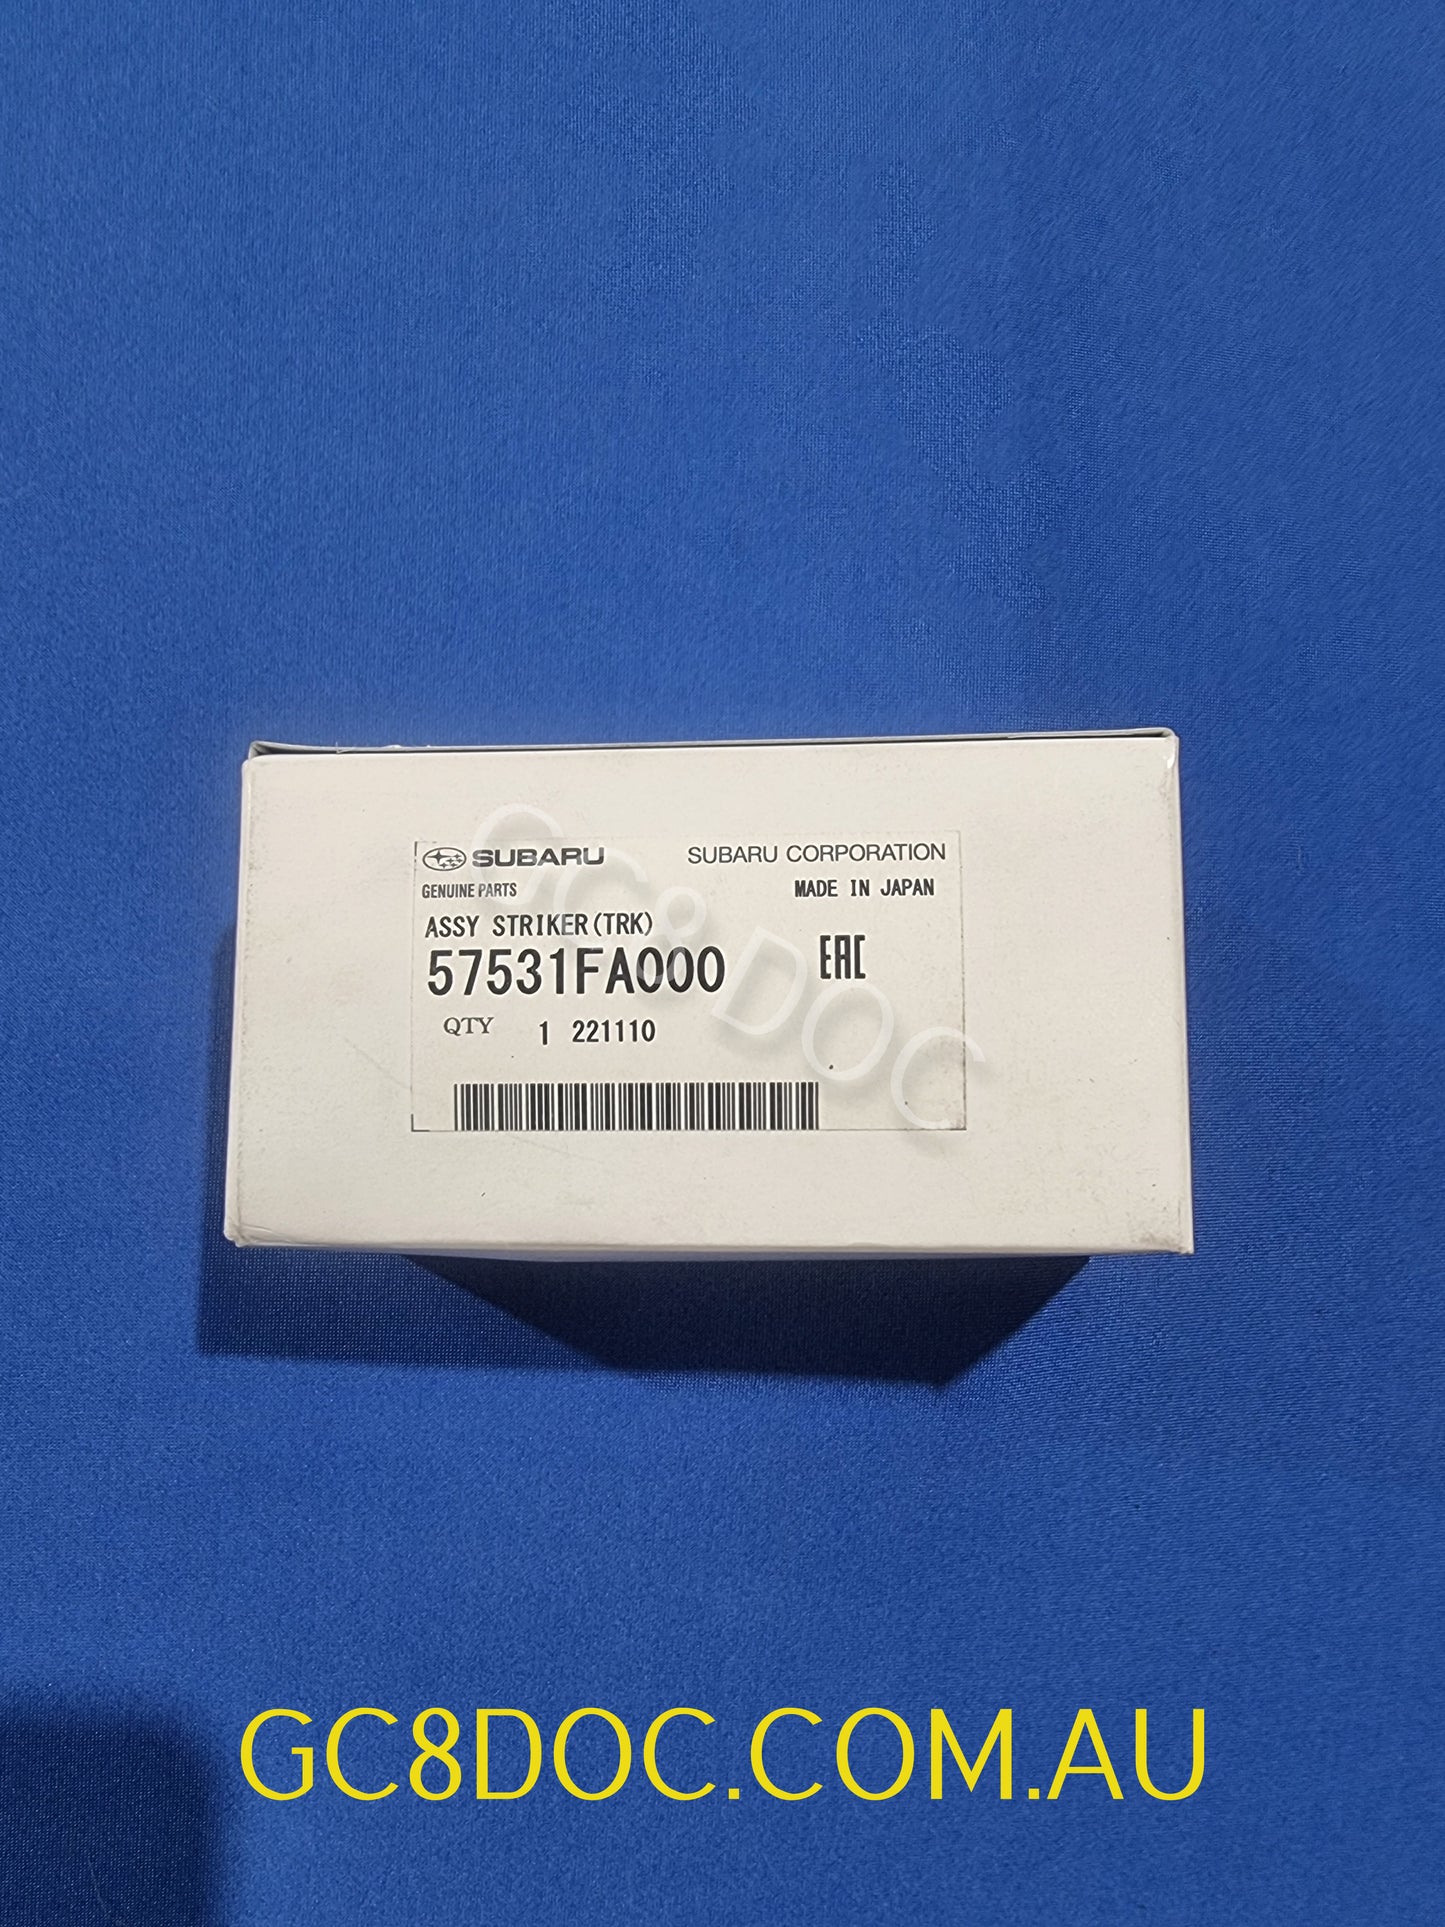 SUBARU SUBARU CORPORATION
GENUINE PARTS MADE IN JAPAN
ASSY STRIKER(TRK)
57531FA000 EAC
QTY 1 221110
GC8DOC
GC8DOC.COM.AU